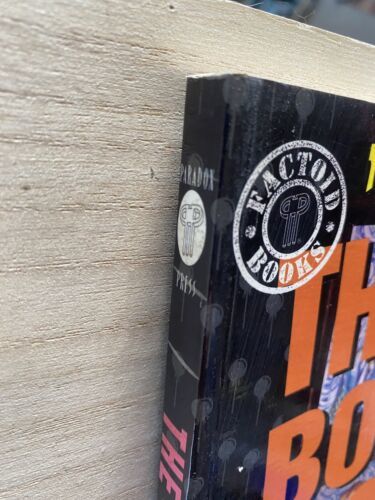 PARADOX
PRESS
THE
FACTOID
BOOKS
TH
BO